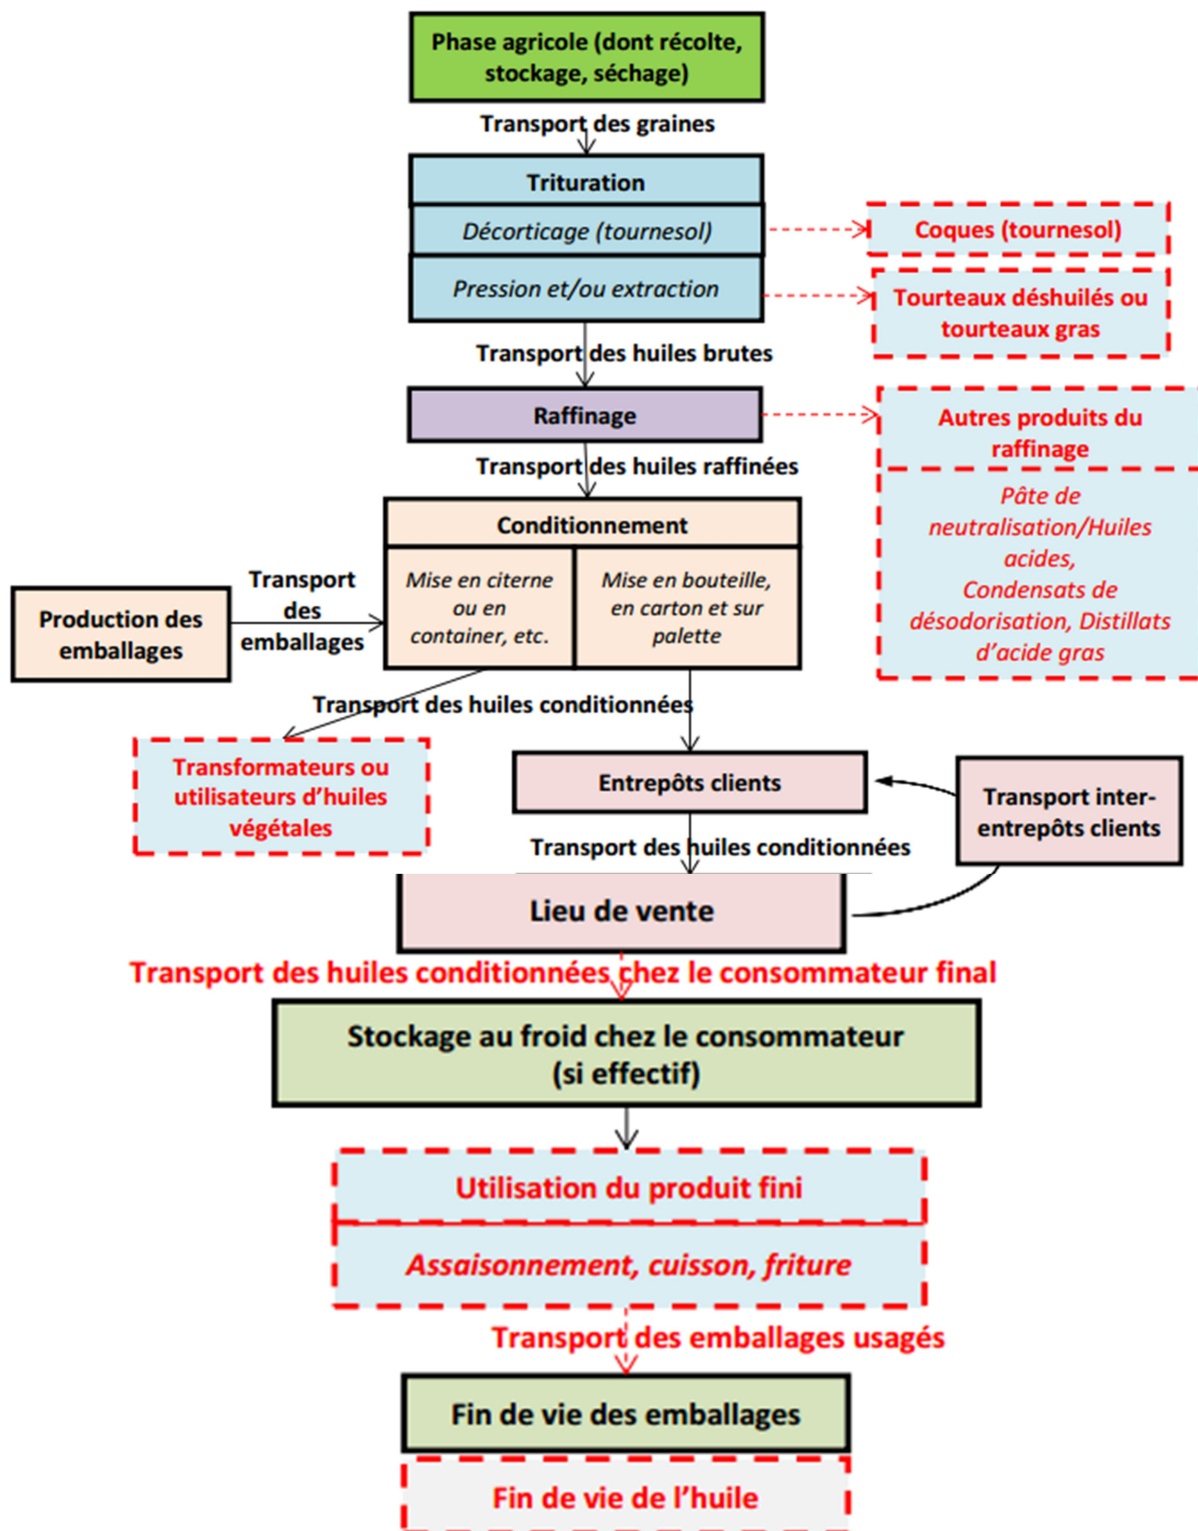 Phase agricole (dont récolte,
stockage, séchage)
Transport des graines
Trituration
Décorticage (tournesol)
Coques (tournesol)
Pression et/ou extraction
Tourteaux déshuilés ou
tourteaux gras
Transport des huiles brutes
Raffinage
Autres produits du
raffinage
Pâte de
neutralisation/Huiles
acides,
Condensats de
désodorisation, Distillats
d'acide gras
Transport des huiles raffinées
Conditionnement
Mise en citerne
ou en
container, etc.
Mise en bouteille,
en carton et sur
palette
Production des
emballages
Transport
des
emballages
Transport des huiles conditionnées
Transformateurs ou
utilisateurs d'huiles
végétales
Entrepôts clients
Transport inter-
entrepôts clients
Transport des huiles conditionnées
Lieu de vente
Transport des huiles conditionnées chez le consommateur final
Stockage au froid chez le consommateur
(si effectif)
Utilisation du produit fini
Assaisonnement, cuisson, friture
Transport des emballages usagés
Fin de vie des emballages
Fin de vie de l'huile